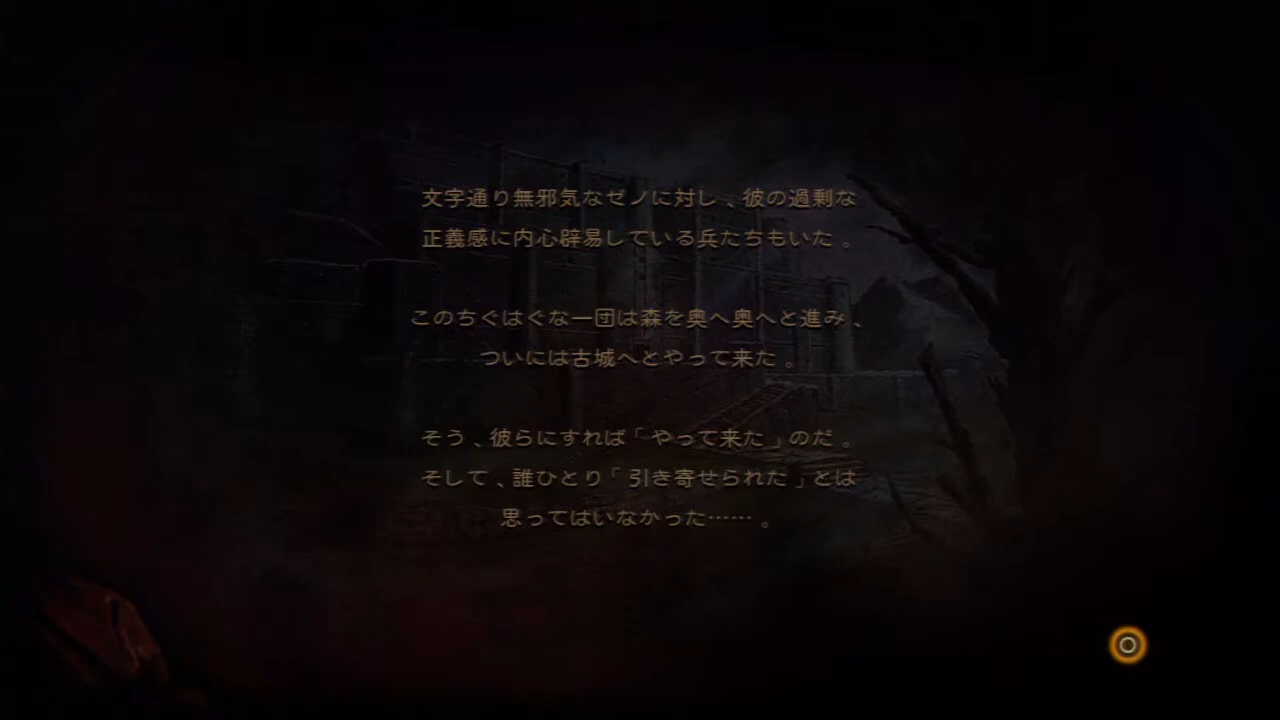 文字通り無邪気なゼノに対し、彼の過剰な
正義感に内心辟易している兵たちもいた。
このちぐはぐな一団は森を奥へ奥へと進み、
ついには古城へとやって来た。
そう、彼らにすれば「やって来た」のだ。
そして、誰ひとり「引き寄せられた」とは
思ってはいなかった……。